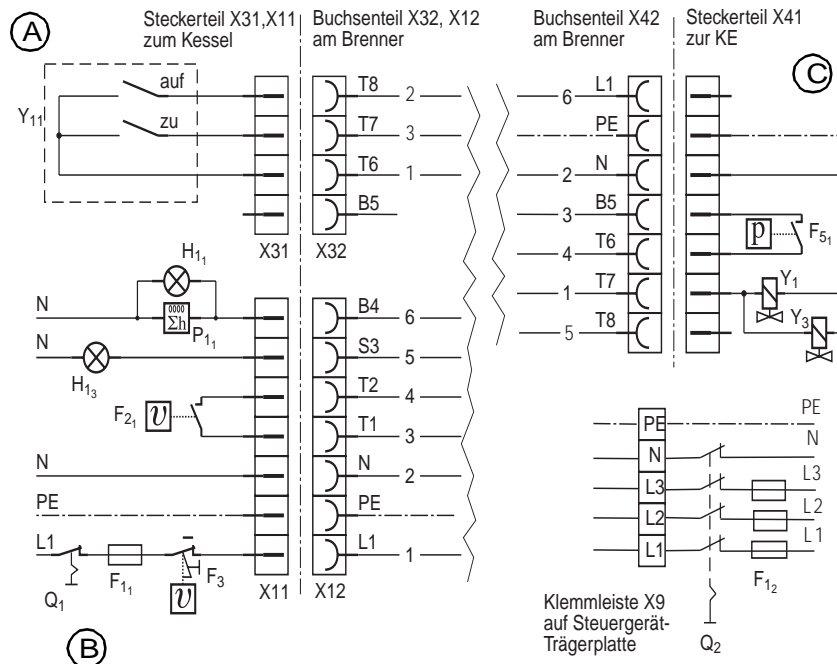 A
Steckerteil X31,X11
zum Kessel
Buchsenteil X32, X12
am Brenner
Buchsenteil X42
am Brenner
Steckerteil X41
zur KE
C
Y11
auf
zu
T8 2
T7 3
T6 1
B5
X31 X32
6 L1
PE
2 N
3 B5
4 T6
1 T7
5 T8
p F51
Y1
Y3
H11
N
0000
Σh
P11
B4 6
N
H13
S3 5
F21
υ
T2 4
T1 3
N
N 2
PE
PE
L1
L1 1
Q1
F11
F3
υ
X11 X12
B
PE PE
N N
L3 L3
L2 L2
L1 L1
F12
Klemmleiste X9
auf Steuergerät-
Trägerplatte
Q2